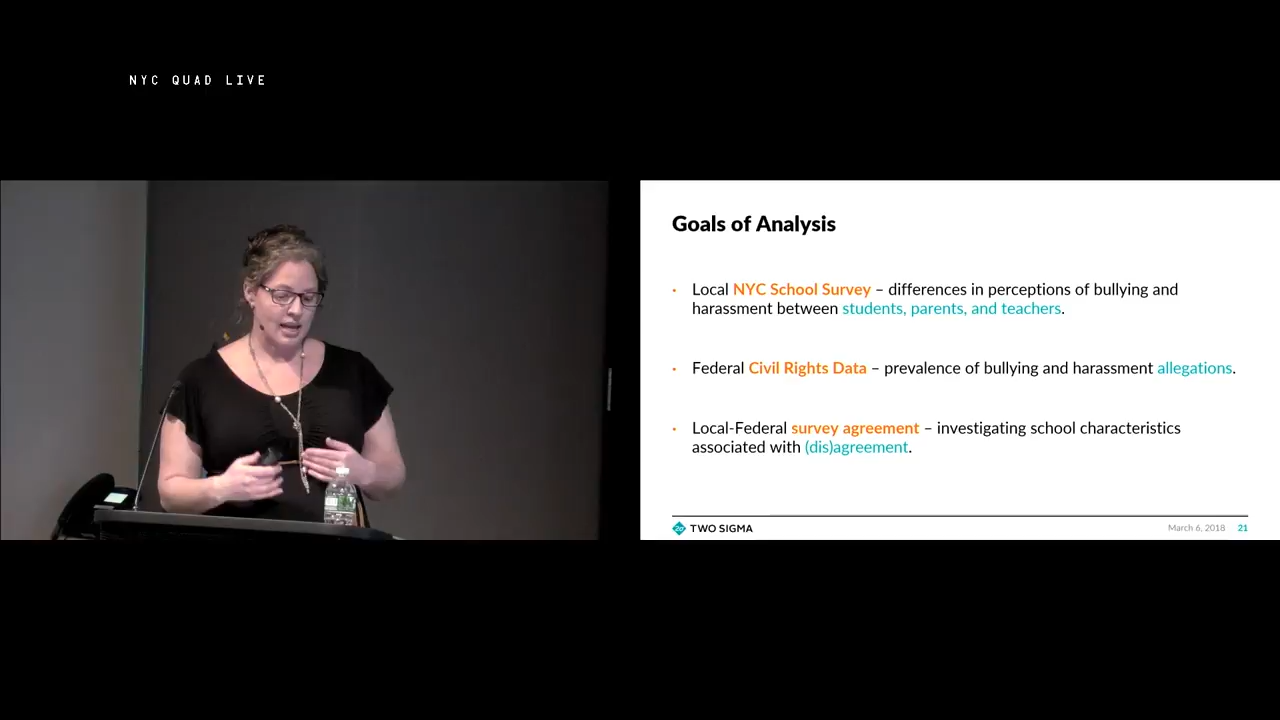 NYC QUAD LIVE
Goals of Analysis
• Local NYC School Survey – differences in perceptions of bullying and
harassment between students, parents, and teachers.
• Federal Civil Rights Data – prevalence of bullying and harassment allegations.
• Local-Federal survey agreement – investigating school characteristics
associated with (dis)agreement.
TWO SIGMA
March 6, 2018 21